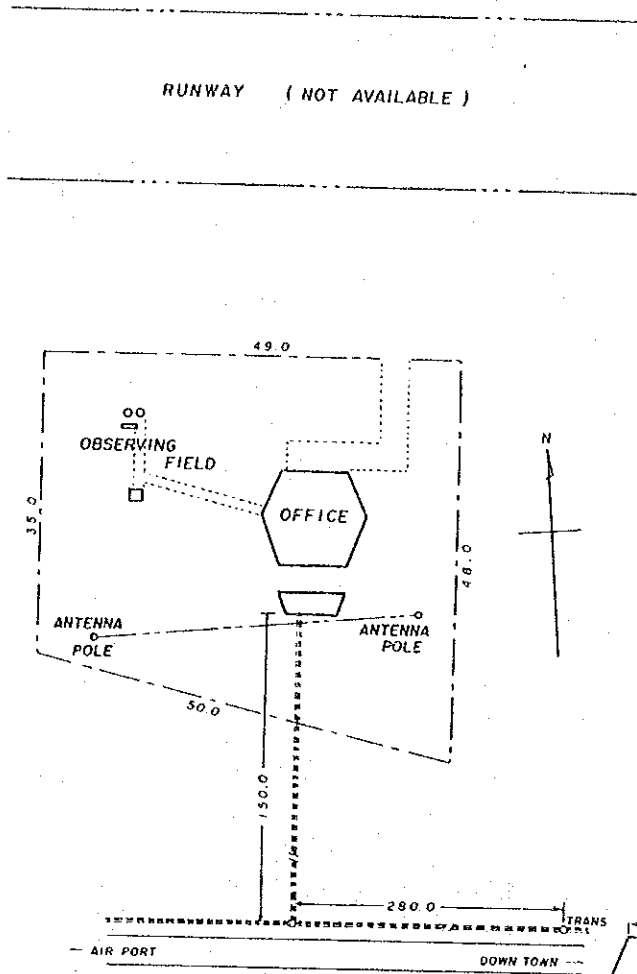 RUNWAY ( NOT AVAILABLE )
49.0
N
OBSERVING
FIELD
OFFICE
35.0
48.0
ANTENNA
POLE
ANTENNA
POLE
50.0
150.0
280.0
TRANS
AIR PORT
DOWN TOWN